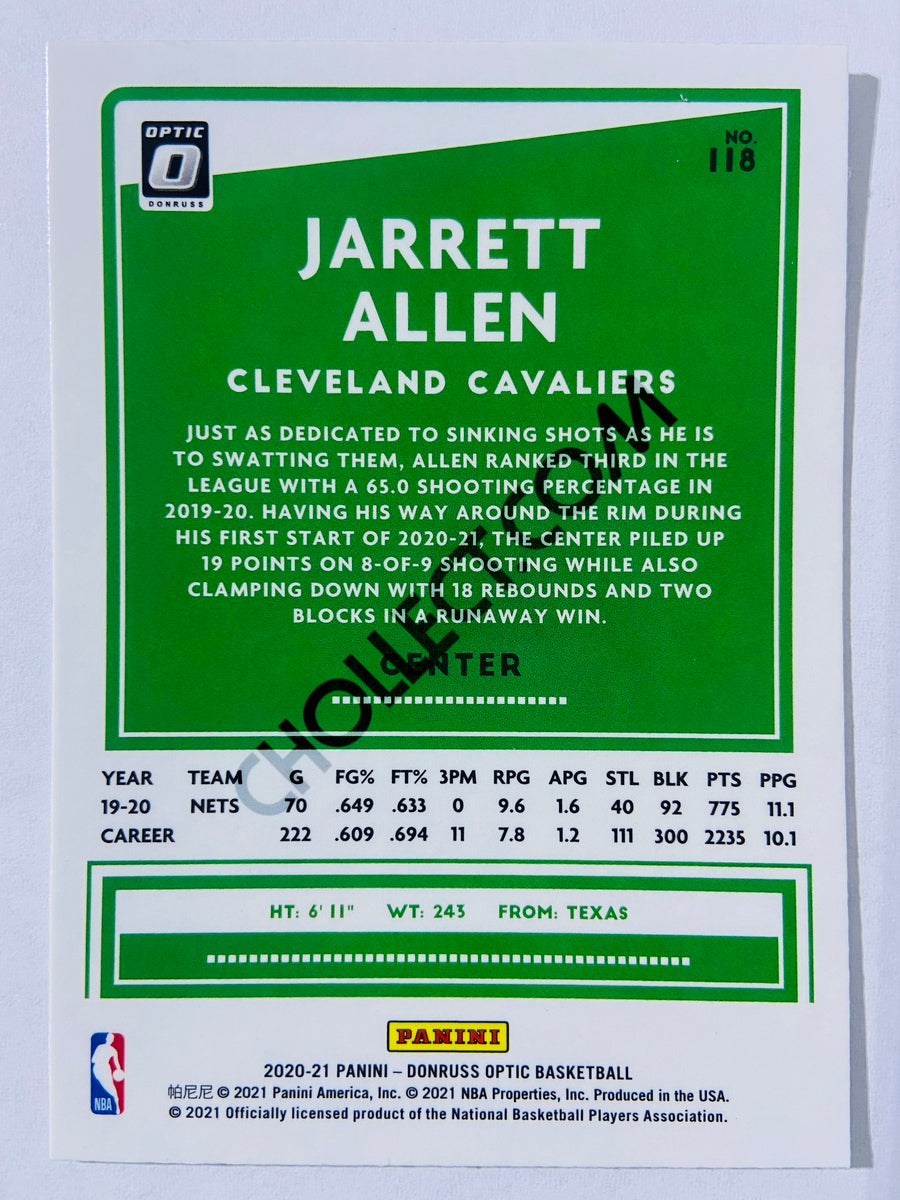 OPTIC
O
DONRUSS
NO.
118
JARRETT
ALLEN
CLEVELAND CAVALIERS
JUST AS DEDICATED TO SINKING SHOTS AS HE IS
TO SWATTING THEM, ALLEN RANKED THIRD IN THE
LEAGUE WITH A 65.0 SHOOTING PERCENTAGE IN
2019-20. HAVING HIS WAY AROUND THE RIM DURING
HIS FIRST START OF 2020-21, THE CENTER PILED UP
19 POINTS ON 8-OF-9 SHOOTING WHILE ALSO
CLAMPING DOWN WITH 18 REBOUNDS AND TWO
BLOCKS IN A RUNAWAY WIN.
CENTER
CHOLLECT.COM
YEAR TEAM G FG% FT% 3PM RPG APG STL BLK PTS PPG
19-20 NETS 70 .649 .633 0 9.6 1.6 40 92 775 11.1
CAREER 222 .609 .694 11 7.8 1.2 111 300 2235 10.1
HT: 6' 11" WT: 243 FROM: TEXAS
PANINI
NBA
2020-21 PANINI – DONRUSS OPTIC BASKETBALL
帕尼尼 © 2021 Panini America, Inc. © 2021 NBA Properties, Inc. Produced in the USA.
© 2021 Officially licensed product of the National Basketball Players Association.